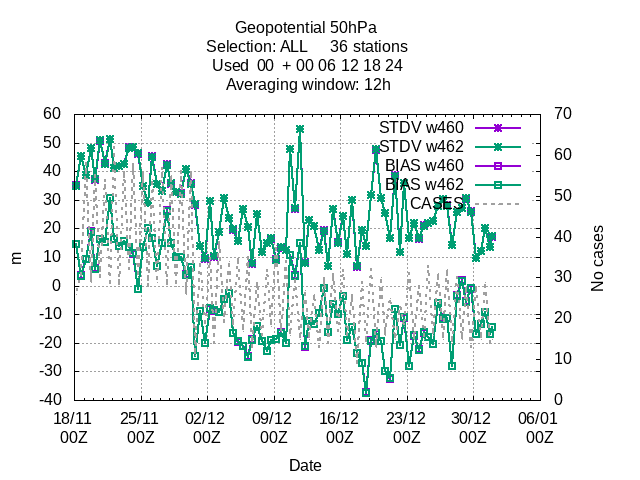 Geopotential 50hPa
Selection: ALL 36 stations
Used 00 + 00 06 12 18 24
Averaging window: 12h
60 70
STDV w460
STDV w462
50 60
BIAS w460
40
BIAS w462
50
30 CASES
20 40
10
30
0
-10 20
-20
10
-30
-40 0
m
No cases
18/11 25/11 02/12 09/12 16/12 23/12 30/12 06/01
00Z 00Z 00Z 00Z 00Z 00Z 00Z 00Z
Date